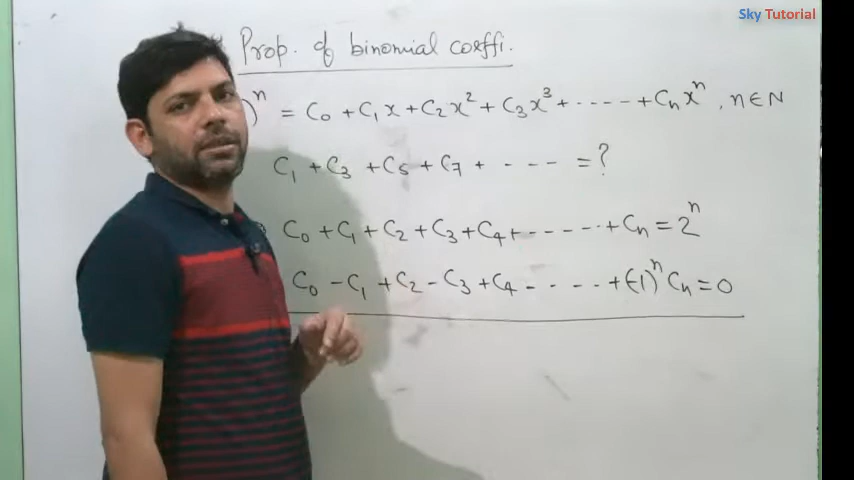 Sky Tutorial
Prop. of binomial coeffi.
)ⁿ = C₀ + C₁x + C₂x² + C₃x³ + ----- + Cₙxⁿ, n∈N
C₁ + C₃ + C₅ + C₇ + - --- = ?
C₀ + C₁ + C₂ + C₃ + C₄ + ------ + Cₙ = 2ⁿ
C₀ - C₁ + C₂ - C₃ + C₄ - - - - - + (-1)ⁿ Cₙ = 0